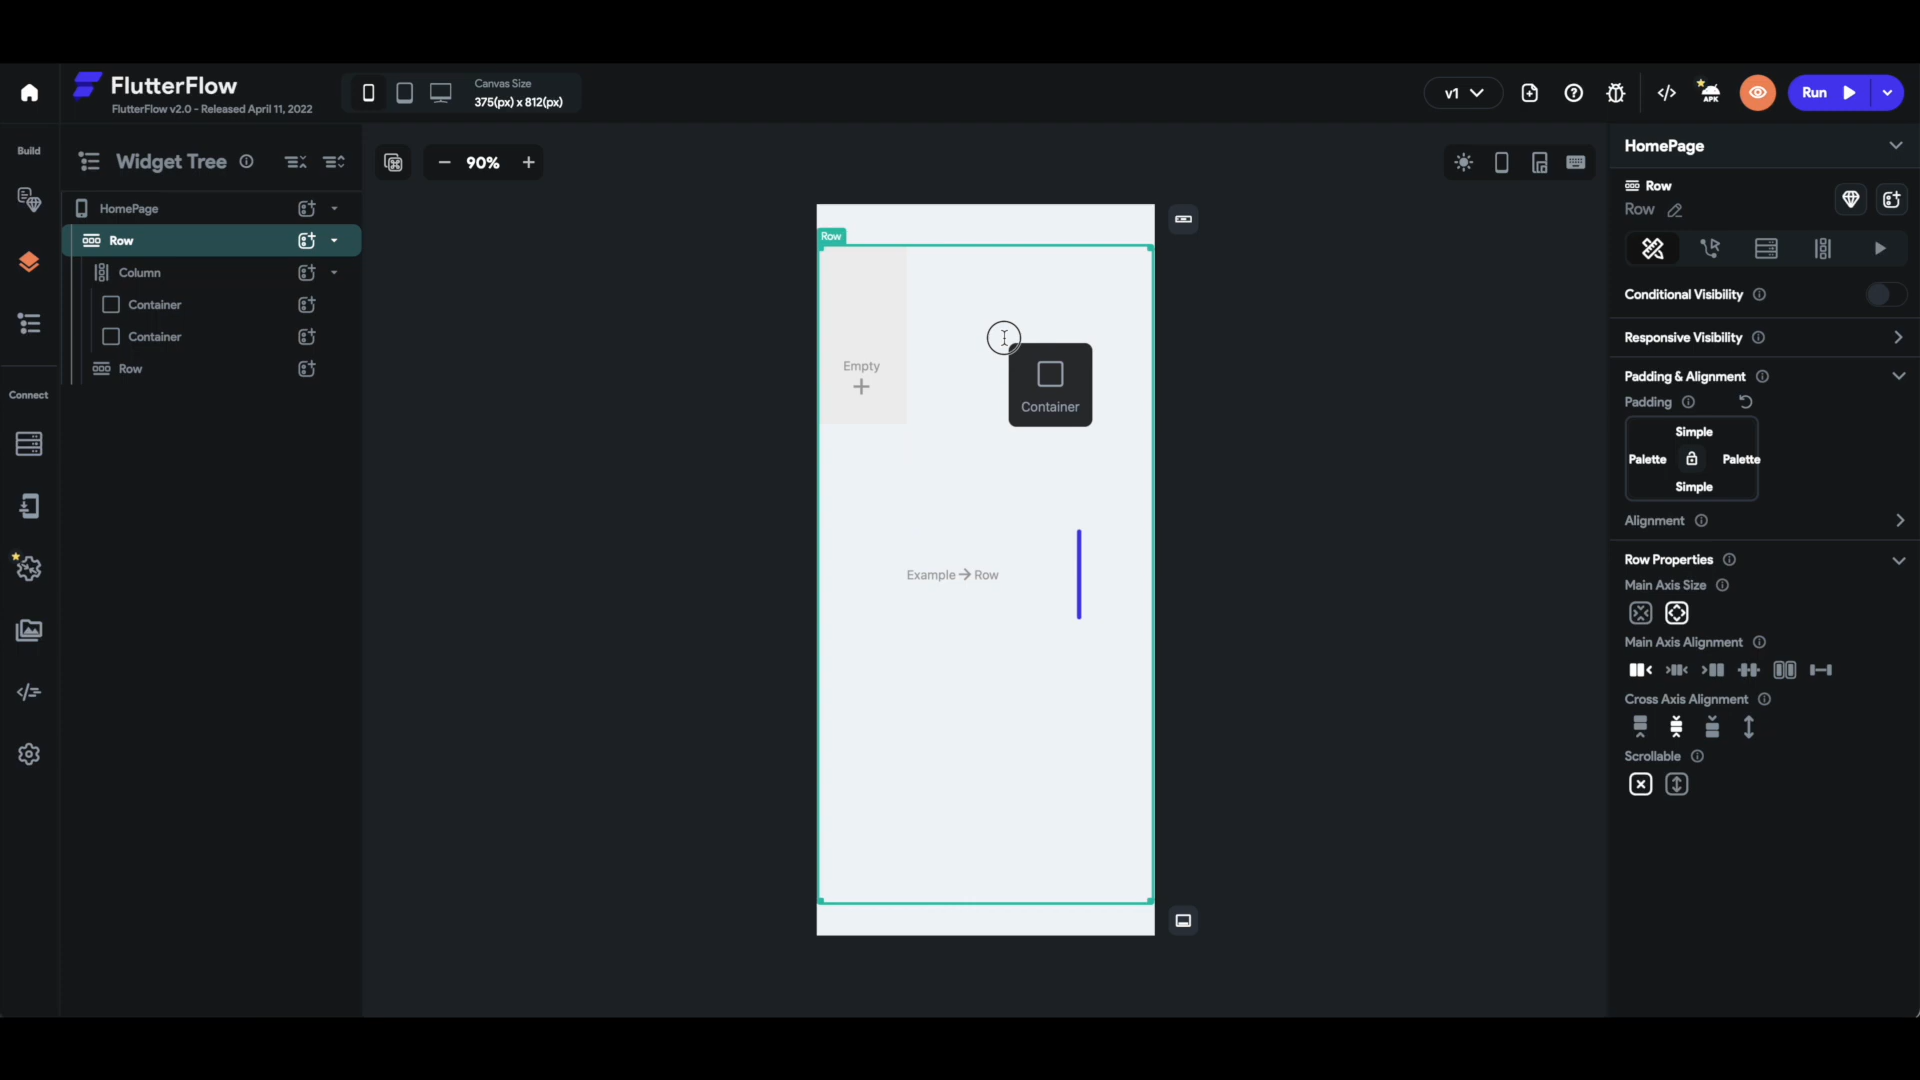 FlutterFlow
FlutterFlow v2.0 - Released April 11, 2022
Canvas Size
375(px) x 812(px)
v1
APK
Run
Build
Widget Tree
90%
HomePage
HomePage
Row
Row
Row
Row
Column
Container
Container
Row
Connect
Empty
Container
Example → Row
Conditional Visibility
Responsive Visibility
Padding & Alignment
Padding
Simple
Palette
Palette
Simple
Alignment
Row Properties
Main Axis Size
Main Axis Alignment
Cross Axis Alignment
Scrollable